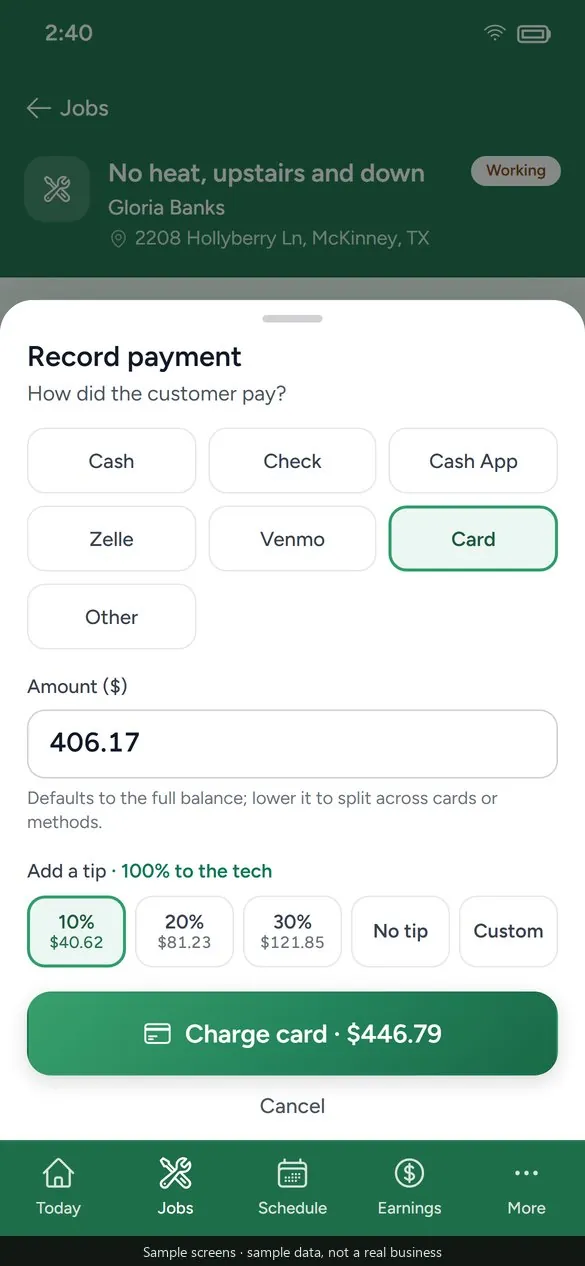 2:40
Jobs
No heat, upstairs and down
Working
Gloria Banks
2208 Hollyberry Ln, McKinney, TX
Record payment
How did the customer pay?
Cash
Check
Cash App
Zelle
Venmo
Card
Other
Amount ($)
406.17
Defaults to the full balance; lower it to split across cards or
methods.
Add a tip · 100% to the tech
10%
$40.62
20%
$81.23
30%
$121.85
No tip
Custom
Charge card · $446.79
Cancel
Today
Jobs
Schedule
Earnings
More
Sample screens · sample data, not a real business